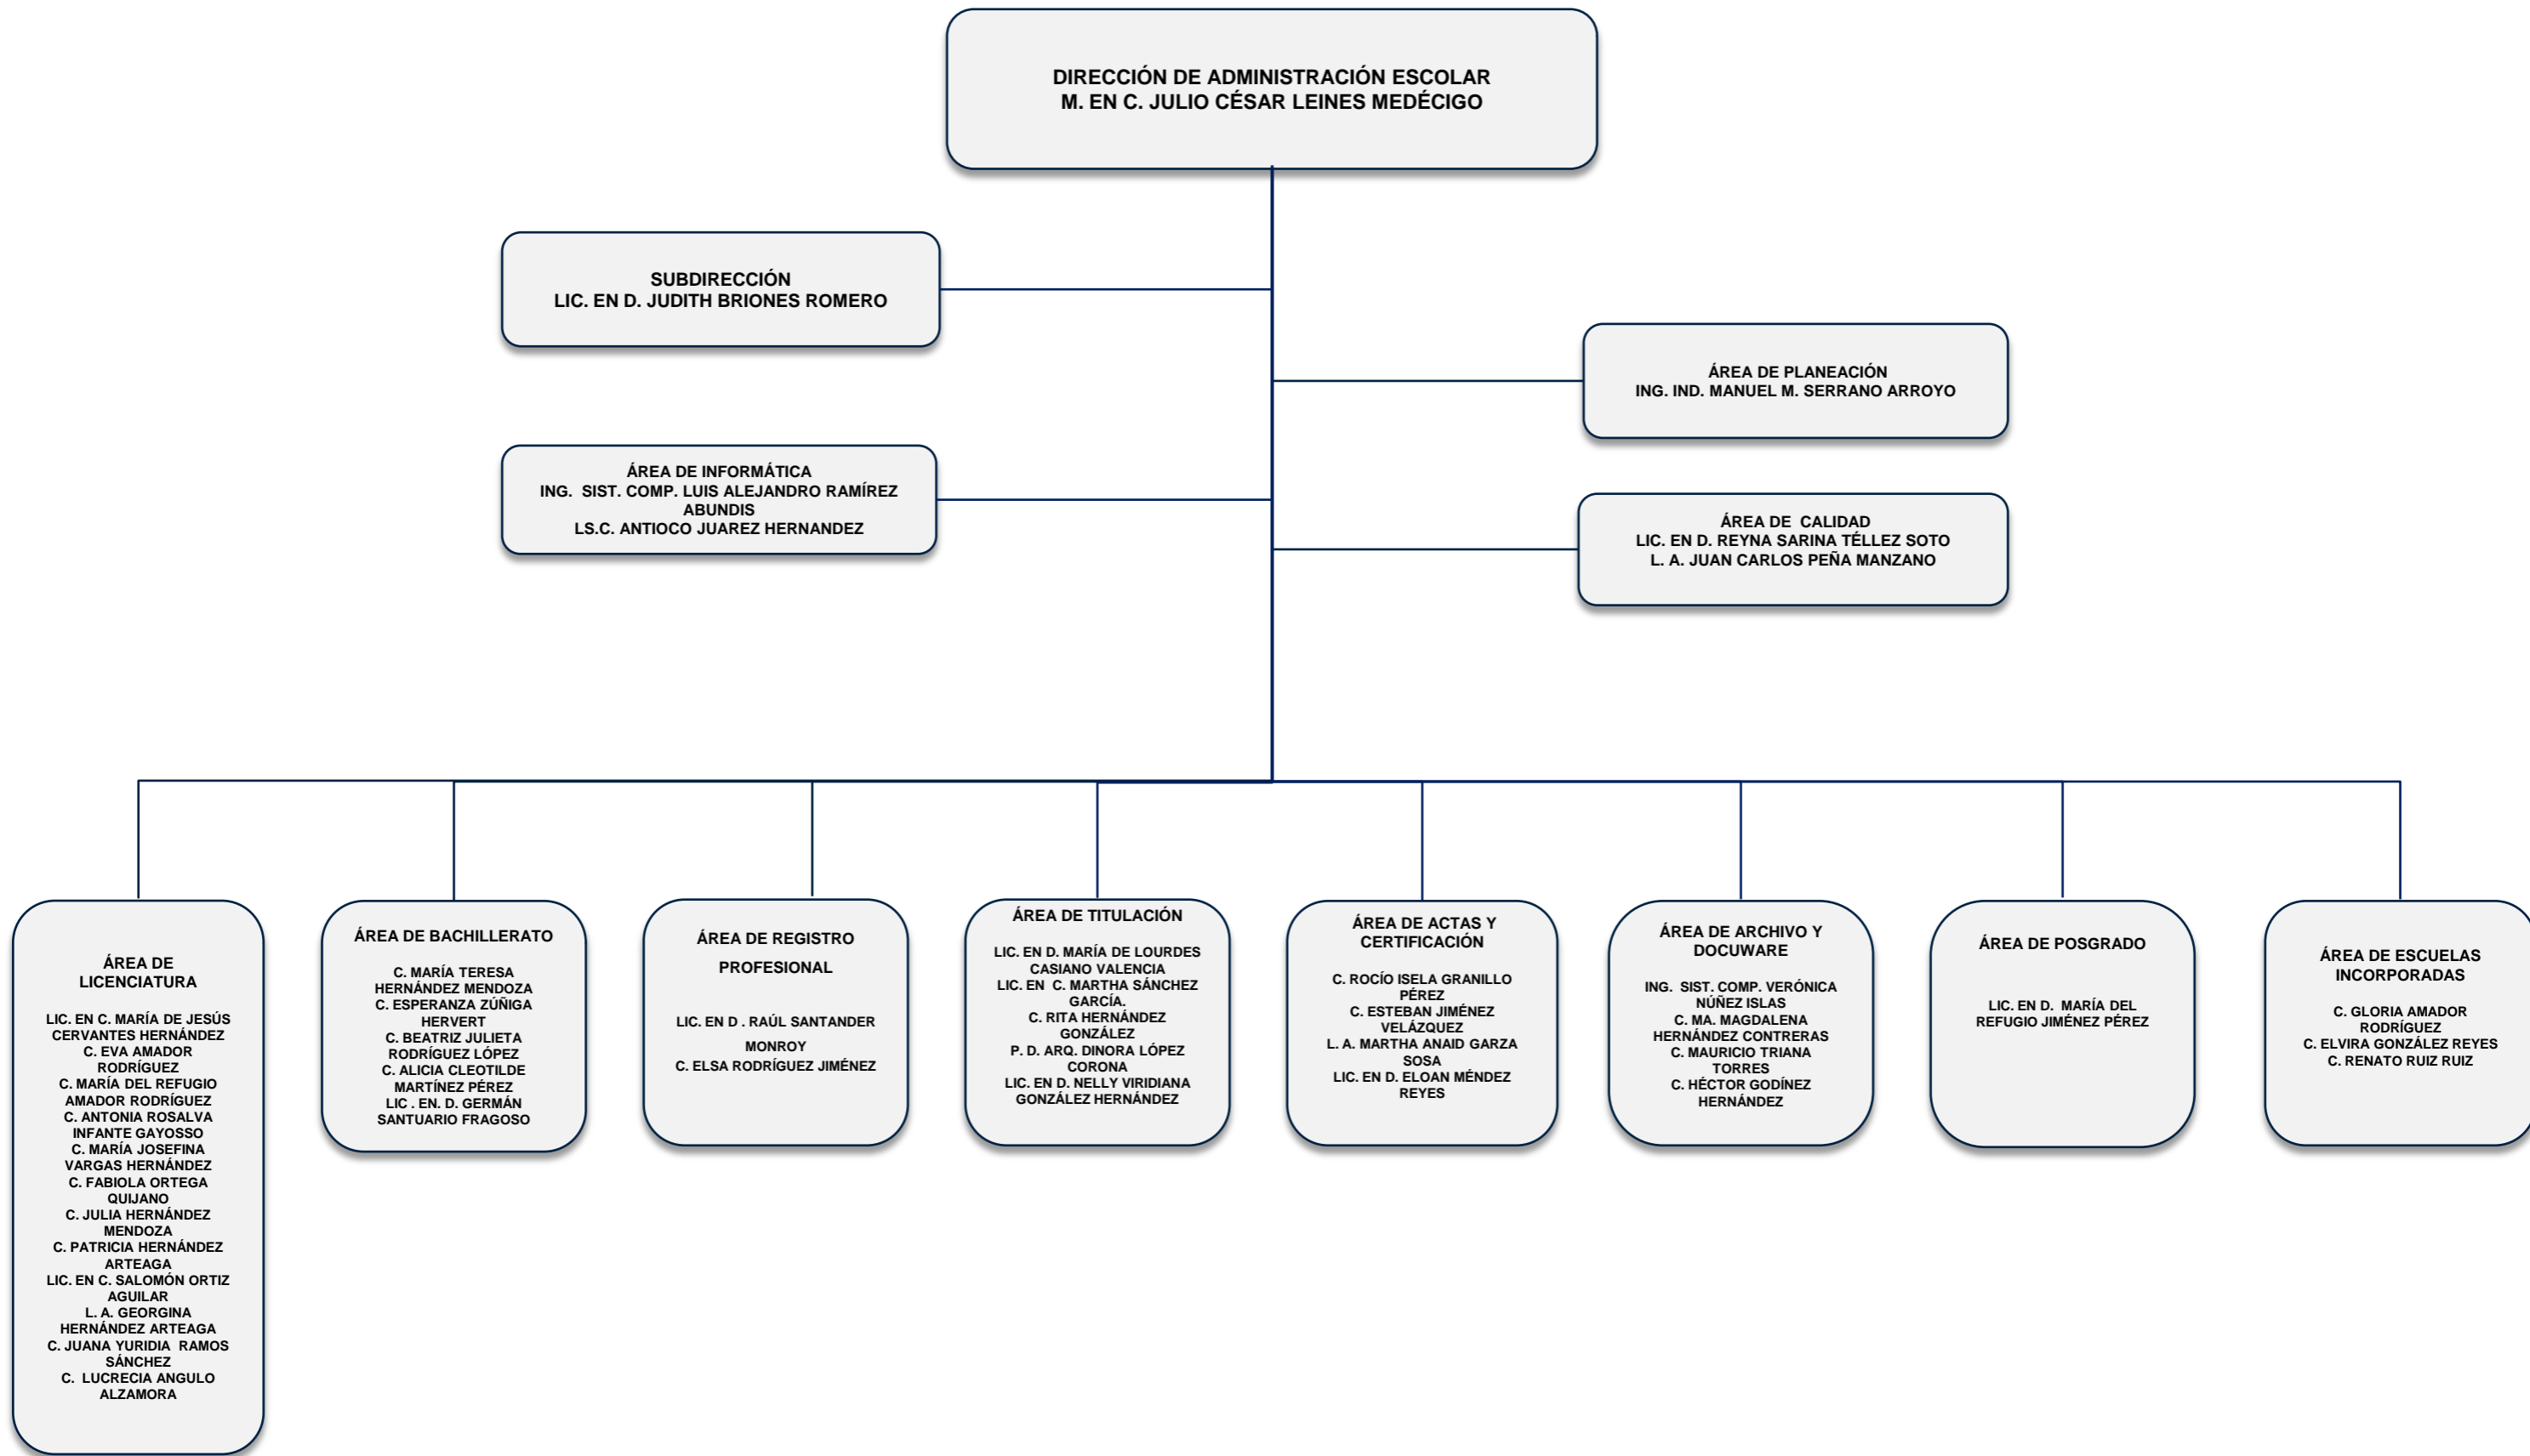 DIRECCIÓN DE ADMINISTRACIÓN ESCOLAR
M. EN C. JULIO CÉSAR LEINES MEDÉCIGO
SUBDIRECCIÓN
LIC. EN D. JUDITH BRIONES ROMERO
ÁREA DE PLANEACIÓN
ING. IND. MANUEL M. SERRANO ARROYO
ÁREA DE INFORMÁTICA
ING. SIST. COMP. LUIS ALEJANDRO RAMÍREZ
ABUNDIS
LS.C. ANTIOCO JUAREZ HERNANDEZ
ÁREA DE CALIDAD
LIC. EN D. REYNA SARINA TÉLLEZ SOTO
L. A. JUAN CARLOS PEÑA MANZANO
ÁREA DE
LICENCIATURA
LIC. EN C. MARÍA DE JESÚS
CERVANTES HERNÁNDEZ
C. EVA AMADOR
RODRÍGUEZ
C. MARÍA DEL REFUGIO
AMADOR RODRÍGUEZ
C. ANTONIA ROSALVA
INFANTE GAYOSSO
C. MARÍA JOSEFINA
VARGAS HERNÁNDEZ
C. FABIOLA ORTEGA
QUIJANO
C. JULIA HERNÁNDEZ
MENDOZA
C. PATRICIA HERNÁNDEZ
ARTEAGA
LIC. EN C. SALOMÓN ORTIZ
AGUILAR
L. A. GEORGINA
HERNÁNDEZ ARTEAGA
C. JUANA YURIDIA RAMOS
SÁNCHEZ
C. LUCRECIA ANGULO
ALZAMORA
ÁREA DE BACHILLERATO
C. MARÍA TERESA
HERNÁNDEZ MENDOZA
C. ESPERANZA ZÚÑIGA
HERVERT
C. BEATRIZ JULIETA
RODRÍGUEZ LÓPEZ
C. ALICIA CLEOTILDE
MARTÍNEZ PÉREZ
LIC . EN. D. GERMÁN
SANTUARIO FRAGOSO
ÁREA DE REGISTRO
PROFESIONAL
LIC. EN D . RAÚL SANTANDER
MONROY
C. ELSA RODRÍGUEZ JIMÉNEZ
ÁREA DE TITULACIÓN
LIC. EN D. MARÍA DE LOURDES
CASIANO VALENCIA
LIC. EN C. MARTHA SÁNCHEZ
GARCÍA.
C. RITA HERNÁNDEZ
GONZÁLEZ
P. D. ARQ. DINORA LÓPEZ
CORONA
LIC. EN D. NELLY VIRIDIANA
GONZÁLEZ HERNÁNDEZ
ÁREA DE ACTAS Y
CERTIFICACIÓN
C. ROCÍO ISELA GRANILLO
PÉREZ
C. ESTEBAN JIMÉNEZ
VELÁZQUEZ
L. A. MARTHA ANAID GARZA
SOSA
LIC. EN D. ELOAN MÉNDEZ
REYES
ÁREA DE ARCHIVO Y
DOCUWARE
ING. SIST. COMP. VERÓNICA
NÚÑEZ ISLAS
C. MA. MAGDALENA
HERNÁNDEZ CONTRERAS
C. MAURICIO TRIANA
TORRES
C. HÉCTOR GODÍNEZ
HERNÁNDEZ
ÁREA DE POSGRADO
LIC. EN D. MARÍA DEL
REFUGIO JIMÉNEZ PÉREZ
ÁREA DE ESCUELAS
INCORPORADAS
C. GLORIA AMADOR
RODRÍGUEZ
C. ELVIRA GONZÁLEZ REYES
C. RENATO RUIZ RUIZ